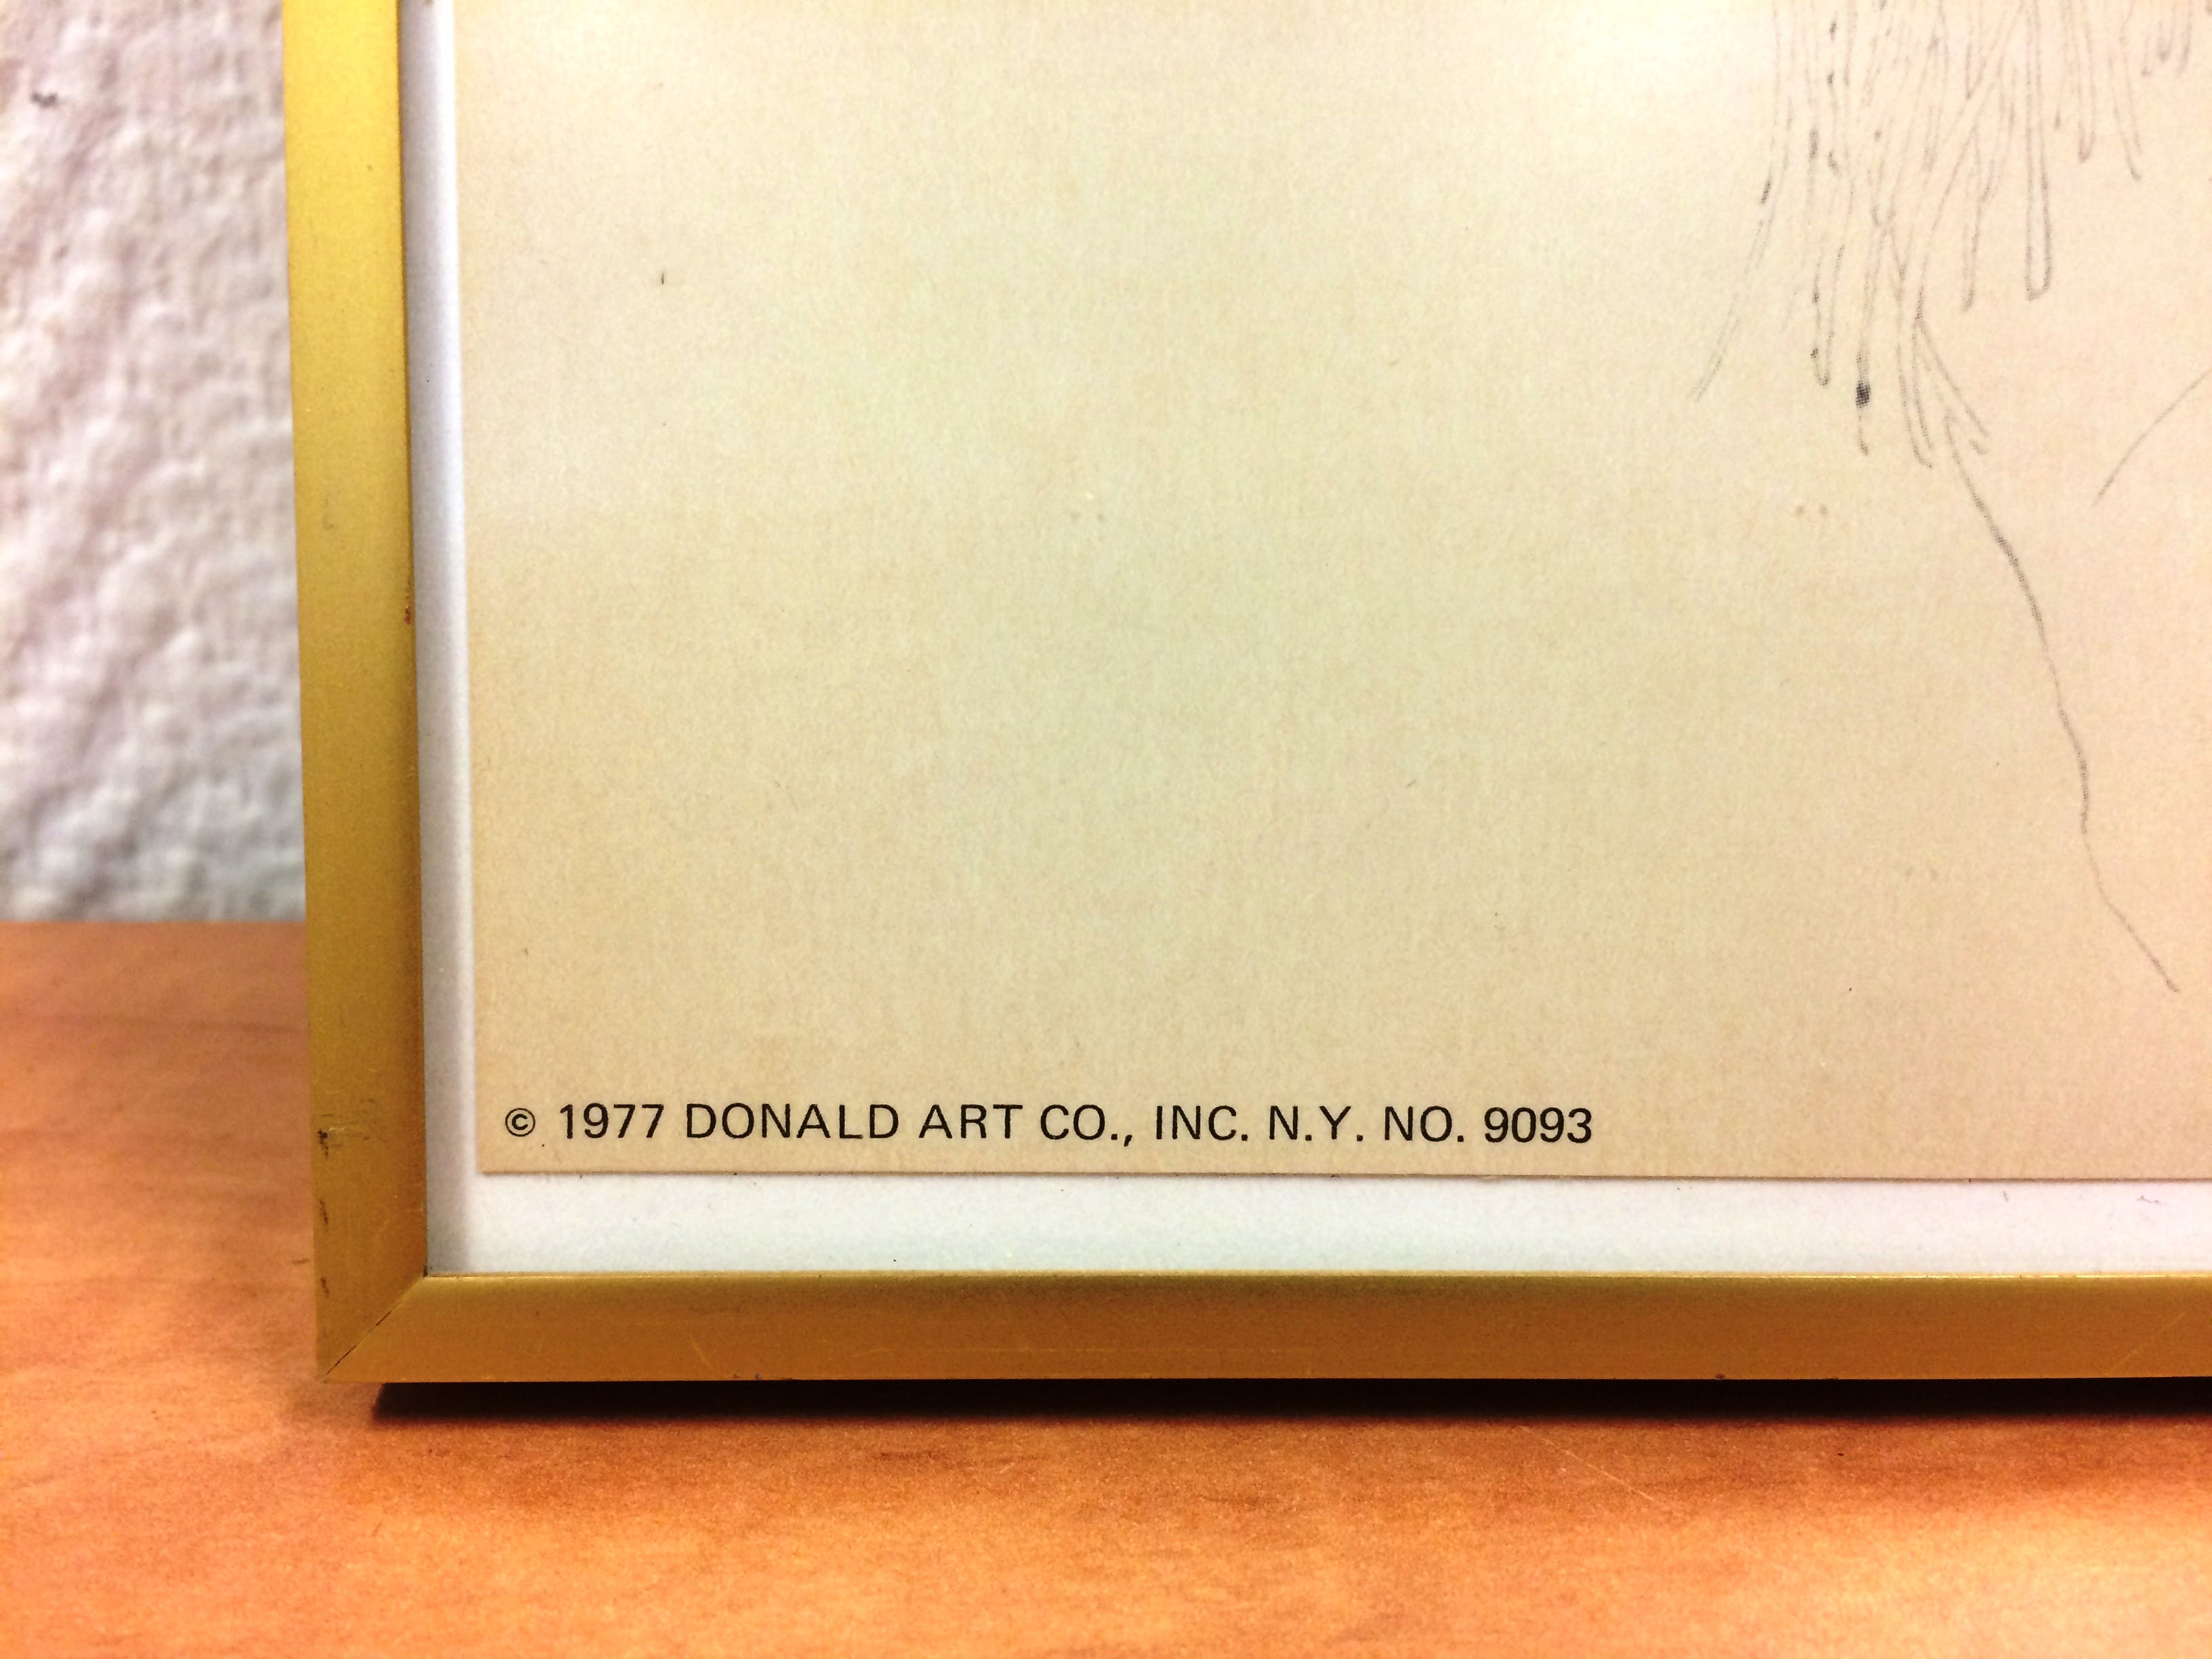 © 1977 DONALD ART CO., INC. N.Y. NO. 9093